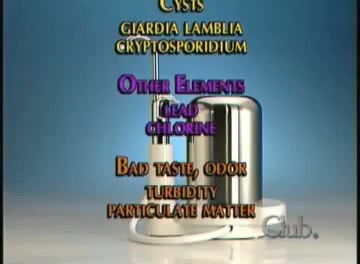 CYSTS
GIARDIA LAMBLIA
CRYPTOSPORIDIUM
OTHER ELEMENTS
LEAD
CHLORINE
BAD TASTE, ODOR
TURBIDITY
PARTICULATE MATTER
Club.